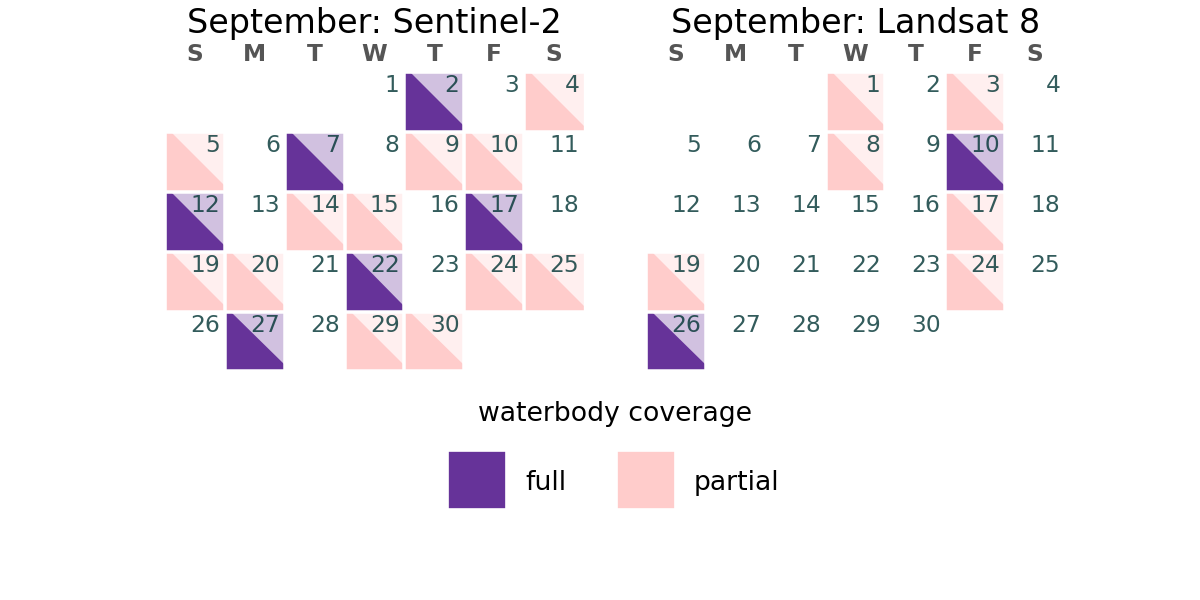 September: Sentinel-2
S M T W T F S
1 2 3 4
5 6 7 8 9 10 11
12 13 14 15 16 17 18
19 20 21 22 23 24 25
26 27 28 29 30
September: Landsat 8
S M T W T F S
1 2 3 4
5 6 7 8 9 10 11
12 13 14 15 16 17 18
19 20 21 22 23 24 25
26 27 28 29 30
waterbody coverage
full partial